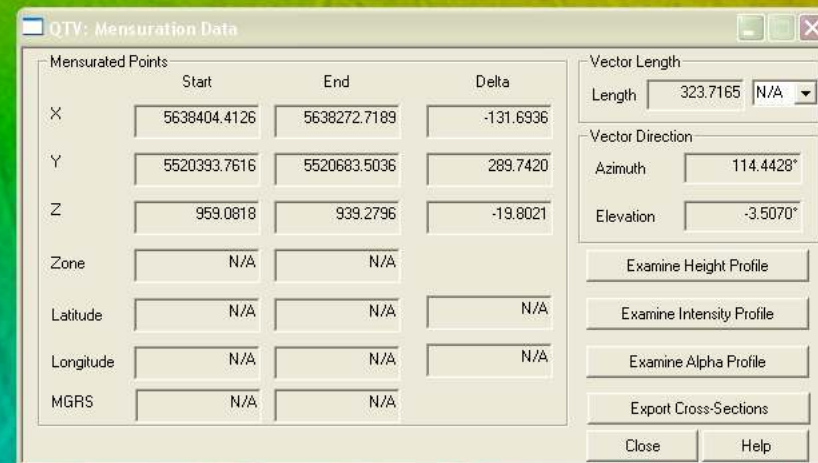 QTV: Mensuration Data
Mensurated Points
Start End Delta
X 5638404.4126 5638272.7189 -131.6936
Y 5520393.7616 5520683.5036 289.7420
Z 959.0818 939.2796 -19.8021
Zone N/A N/A
Latitude N/A N/A N/A
Longitude N/A N/A N/A
MGRS N/A N/A
Vector Length
Length 323.7165 N/A
Vector Direction
Azimuth 114.4428°
Elevation -3.5070°
Examine Height Profile
Examine Intensity Profile
Examine Alpha Profile
Export Cross-Sections
Close Help